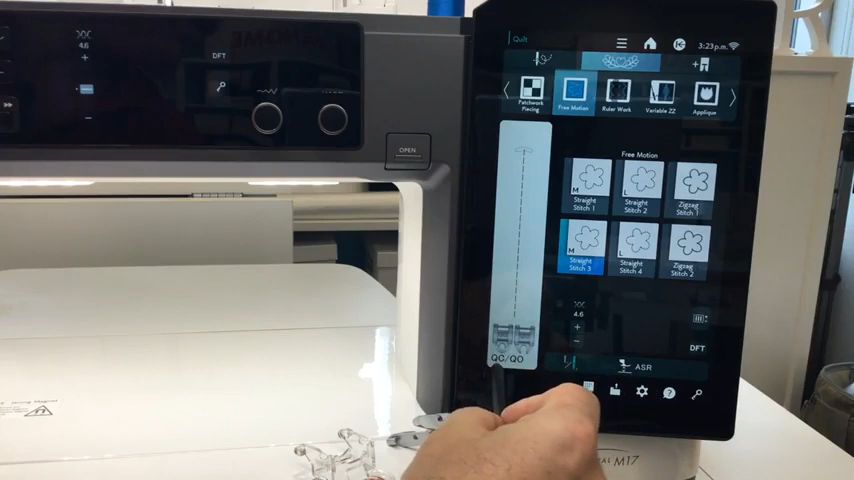 4.6
+
-
DFT
OPEN
Quilt
3:23 p.m.
Patchwork
Piecing
Free Motion
Ruler Work
Variable ZZ
Applique
Free Motion
M
Straight
Stitch 1
L
Straight
Stitch 2
Zigzag
Stitch 1
M
Straight
Stitch 3
L
Straight
Stitch 4
Zigzag
Stitch 2
4.6
+
-
DFT
QC/QO
ASR
M17